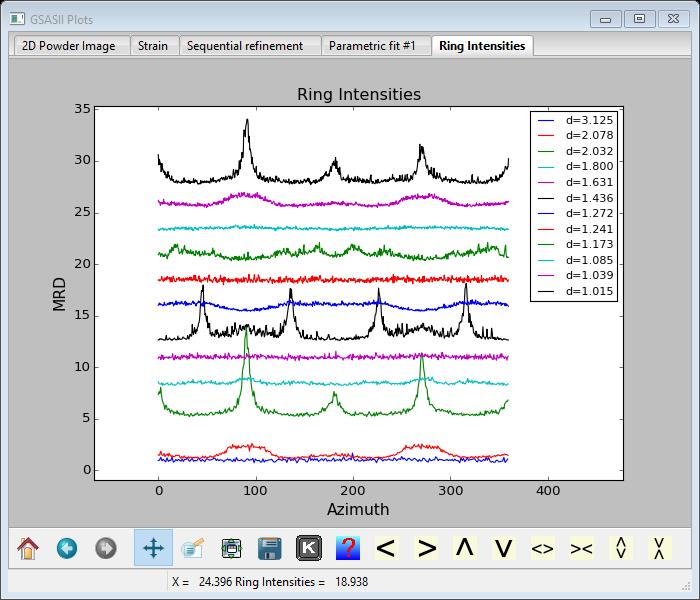 GSASII Plots
2D Powder Image Strain Sequential refinement Parametric fit #1 Ring Intensities
Ring Intensities
35
30
25
20
15
10
5
0
MRD
0 100 200 300 400
Azimuth
d=3.125
d=2.078
d=2.032
d=1.800
d=1.631
d=1.436
d=1.272
d=1.241
d=1.173
d=1.085
d=1.039
d=1.015
K ? < > Λ V <> ><
X = 24.396 Ring Intensities = 18.938